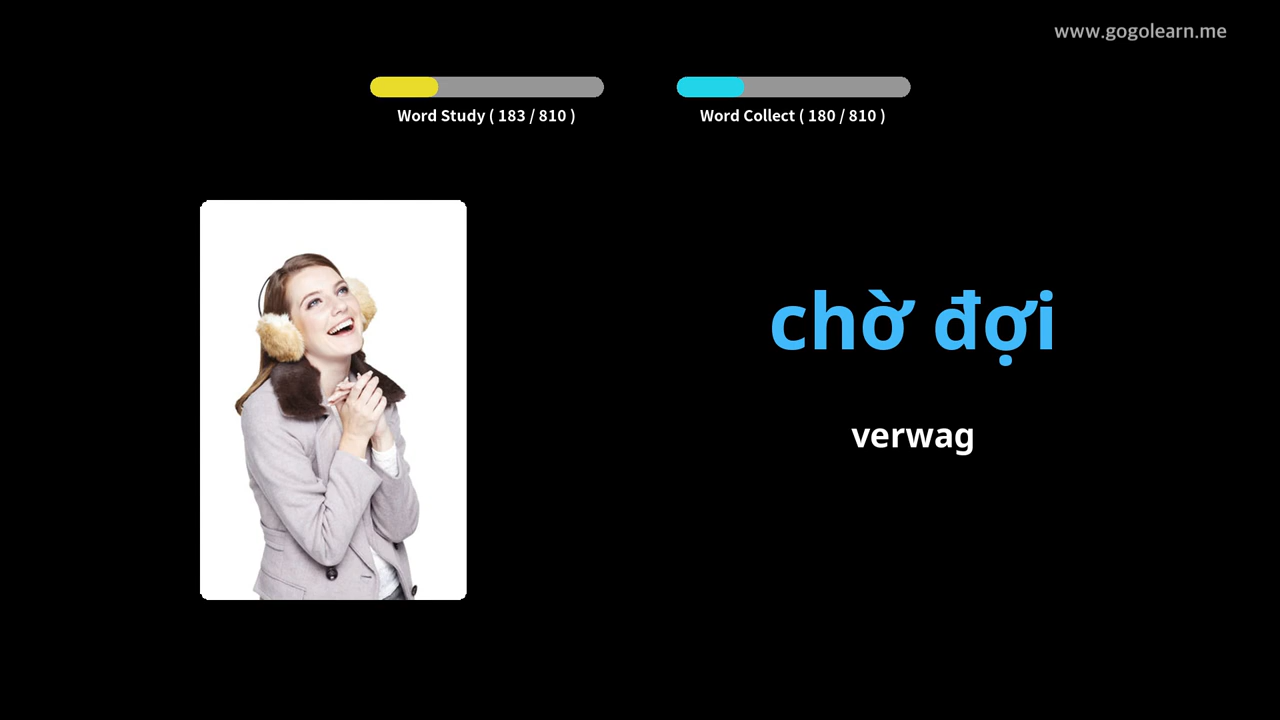 www.gogolearn.me
Word Study ( 183 / 810 )
Word Collect ( 180 / 810 )
chờ đợi
verwag